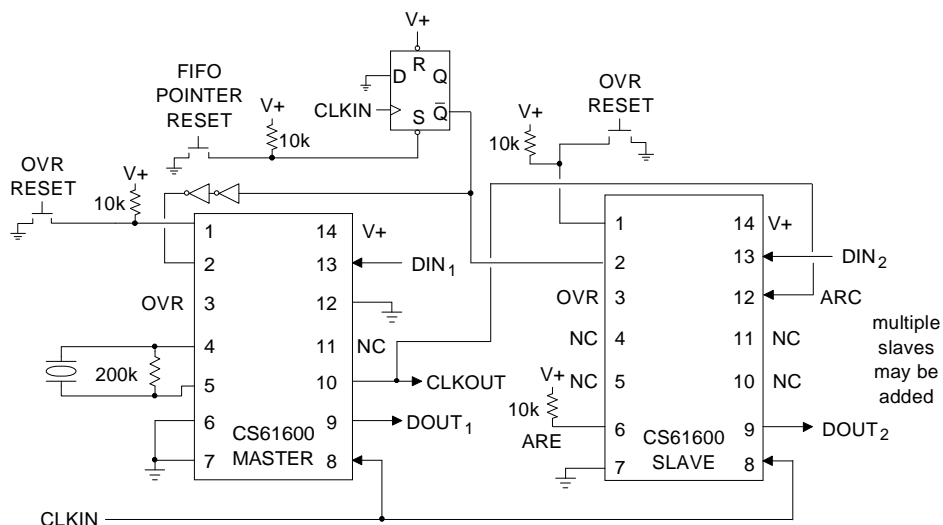 V+
R
D
Q
CLKIN
Q̅
S
FIFO
POINTER
RESET
V+
10k
OVR
RESET
V+
10k
OVR
RESET
V+
10k
1
14
V+
2
13
DIN1
OVR
3
12
4
11
NC
200k
5
10
CLKOUT
6
9
DOUT1
7
8
CS61600
MASTER
1
14
V+
2
13
DIN2
OVR
3
12
ARC
NC
4
11
NC
NC
5
10
NC
V+
10k
ARE
6
9
DOUT2
7
8
CS61600
SLAVE
multiple
slaves
may be
added
CLKIN
V+